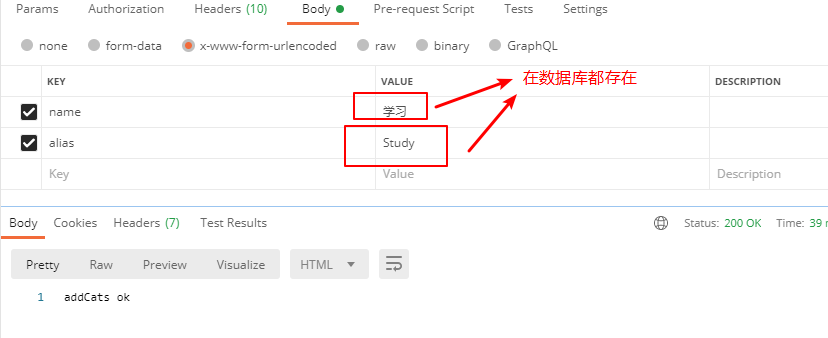 Params Authorization Headers (10) Body Pre-request Script Tests Settings
none form-data x-www-form-urlencoded raw binary GraphQL
KEY VALUE DESCRIPTION
在数据库都存在
name 学习
alias Study
Key Value Description
Body Cookies Headers (7) Test Results Status: 200 OK Time: 39
Pretty Raw Preview Visualize HTML
1 addCats ok